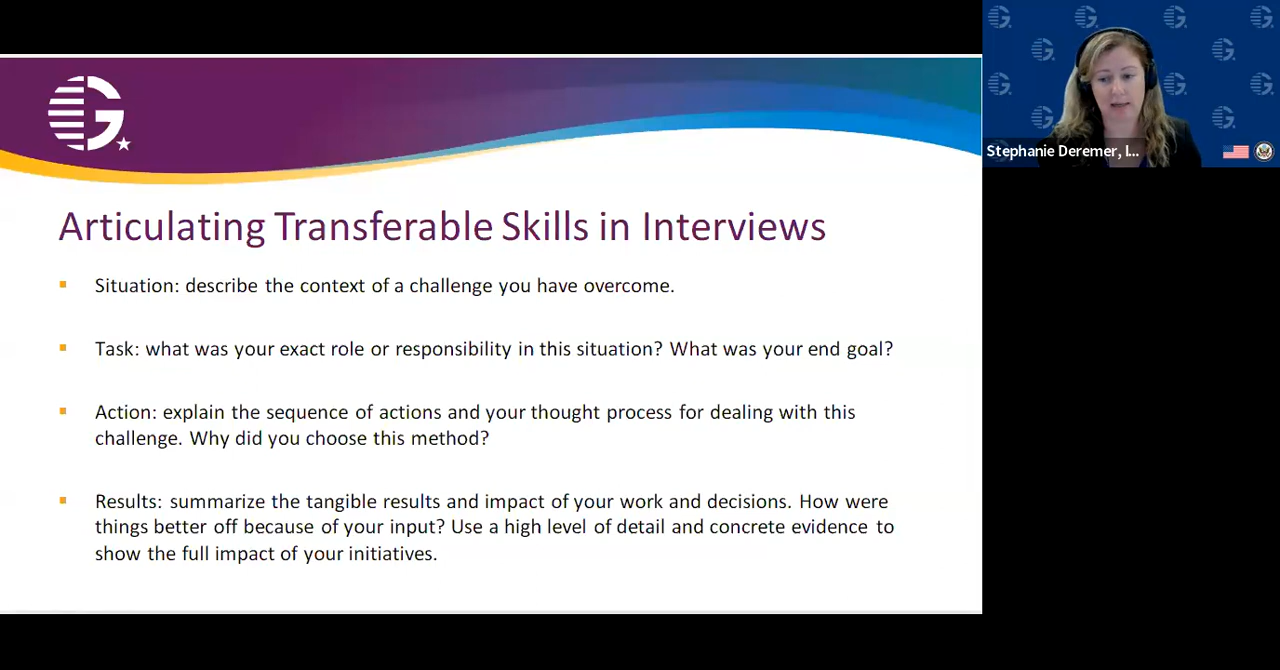 Articulating Transferable Skills in Interviews
Situation: describe the context of a challenge you have overcome.
Task: what was your exact role or responsibility in this situation? What was your end goal?
Action: explain the sequence of actions and your thought process for dealing with this
challenge. Why did you choose this method?
Results: summarize the tangible results and impact of your work and decisions. How were
things better off because of your input? Use a high level of detail and concrete evidence to
show the full impact of your initiatives.
Stephanie Deremer, I...